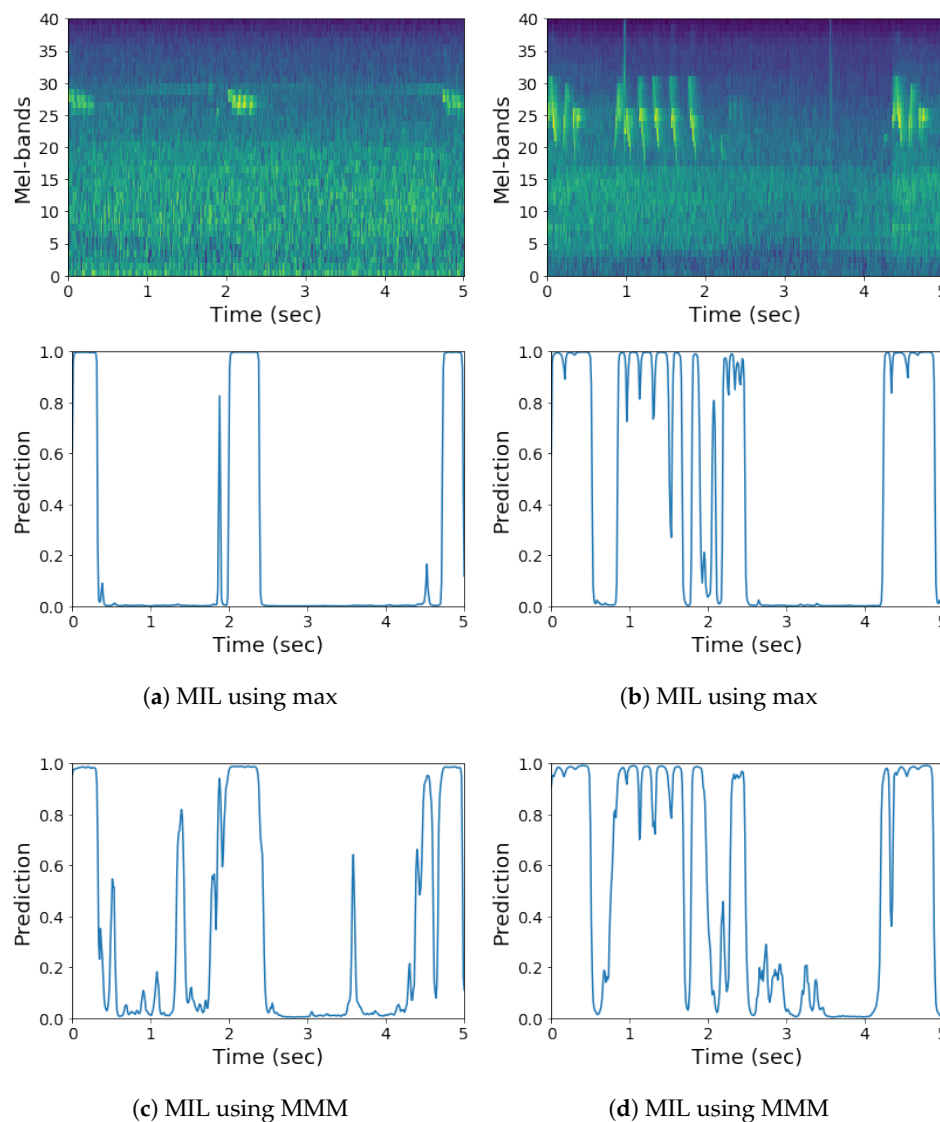 40
35
30
25
20
15
10
5
0
Mel-bands
0 1 2 3 4 5
Time (sec)
40
35
30
25
20
15
10
5
0
Mel-bands
0 1 2 3 4 5
Time (sec)
1.0
0.8
0.6
0.4
0.2
0.0
Prediction
0 1 2 3 4 5
Time (sec)
(a) MIL using max
1.0
0.8
0.6
0.4
0.2
0.0
Prediction
0 1 2 3 4 5
Time (sec)
(b) MIL using max
1.0
0.8
0.6
0.4
0.2
0.0
Prediction
0 1 2 3 4 5
Time (sec)
(c) MIL using MMM
1.0
0.8
0.6
0.4
0.2
0.0
Prediction
0 1 2 3 4 5
Time (sec)
(d) MIL using MMM